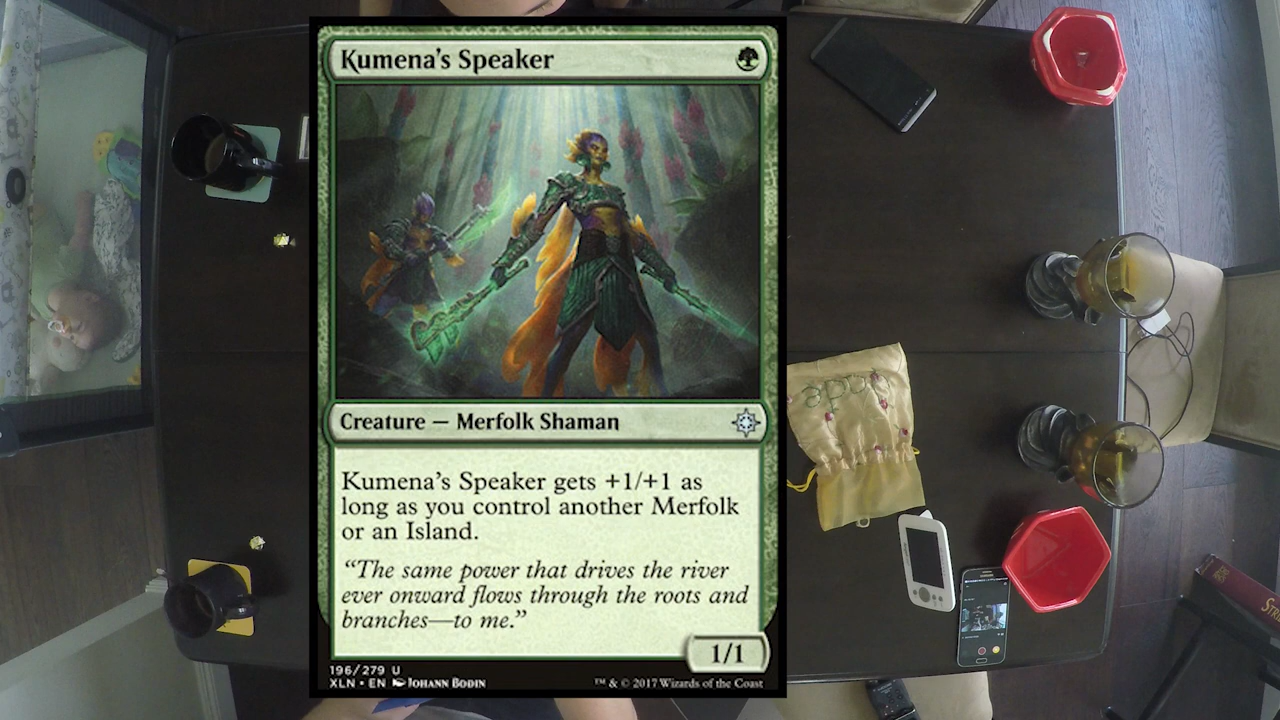 Kumena's Speaker
Creature — Merfolk Shaman
Kumena's Speaker gets +1/+1 as
long as you control another Merfolk
or an Island.
"The same power that drives the river
ever onward flows through the roots and
branches—to me."
1/1
196/279 U
XLN • EN Johann Bodin
™ & © 2017 Wizards of the Coast